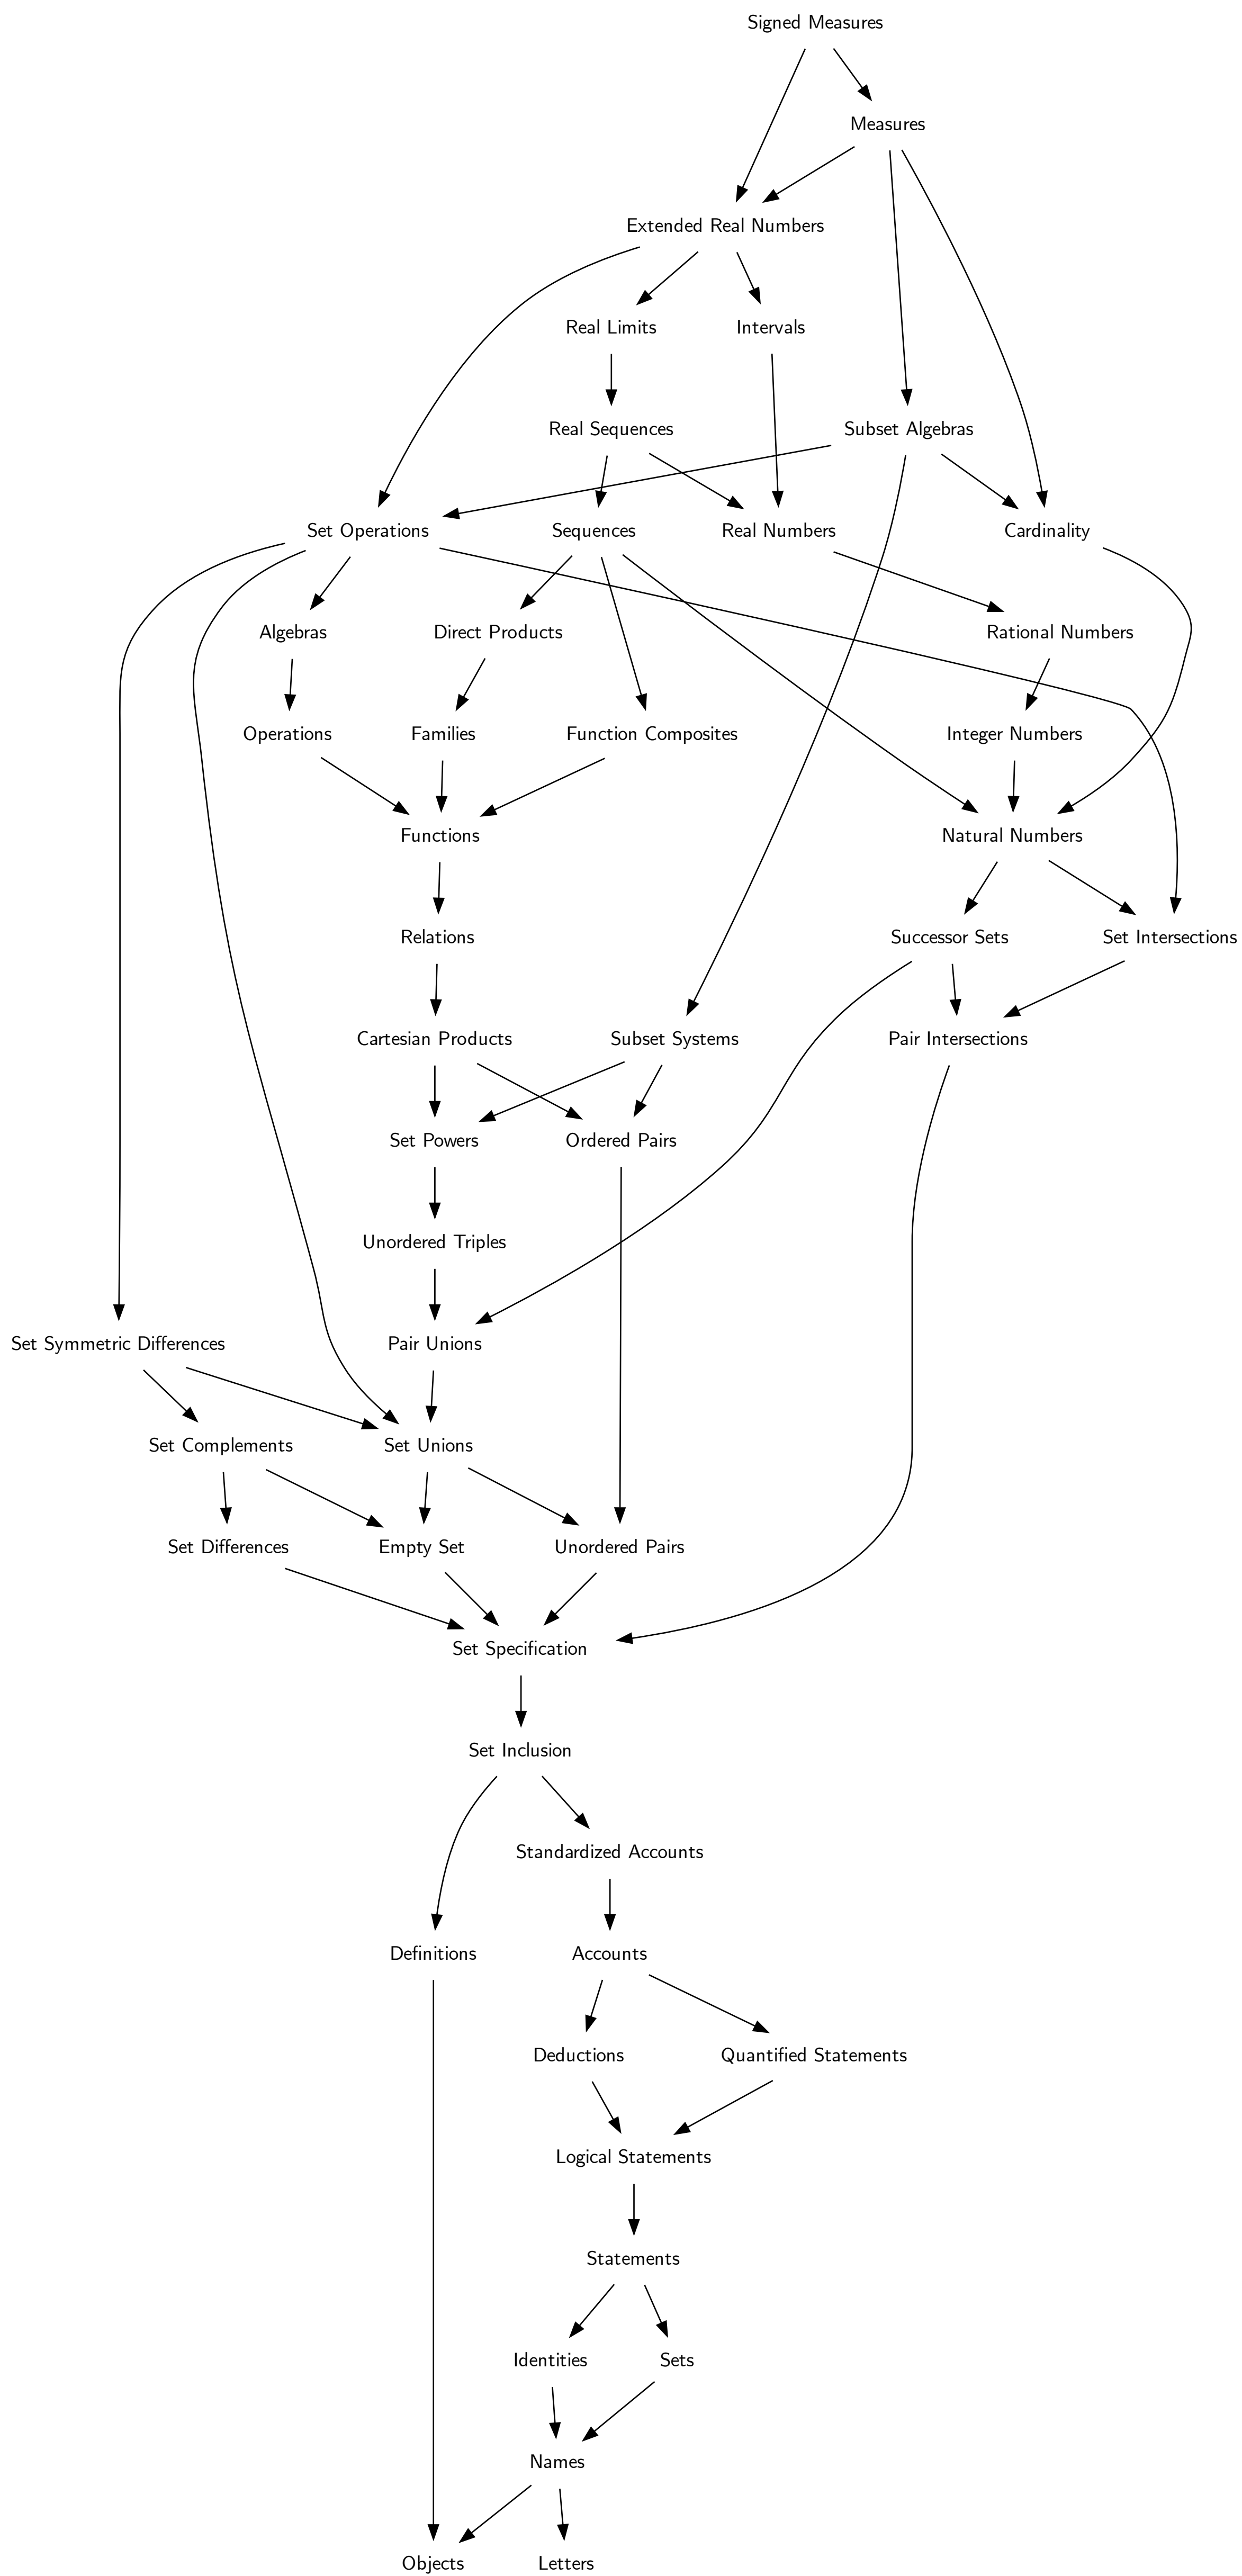 Signed Measures
Measures
Extended Real Numbers
Real Limits
Intervals
Real Sequences
Subset Algebras
Set Operations
Sequences
Real Numbers
Cardinality
Algebras
Direct Products
Rational Numbers
Operations
Families
Function Composites
Integer Numbers
Functions
Natural Numbers
Relations
Successor Sets
Set Intersections
Cartesian Products
Subset Systems
Pair Intersections
Set Powers
Ordered Pairs
Unordered Triples
Set Symmetric Differences
Pair Unions
Set Complements
Set Unions
Set Differences
Empty Set
Unordered Pairs
Set Specification
Set Inclusion
Standardized Accounts
Definitions
Accounts
Deductions
Quantified Statements
Logical Statements
Statements
Identities
Sets
Names
Objects
Letters